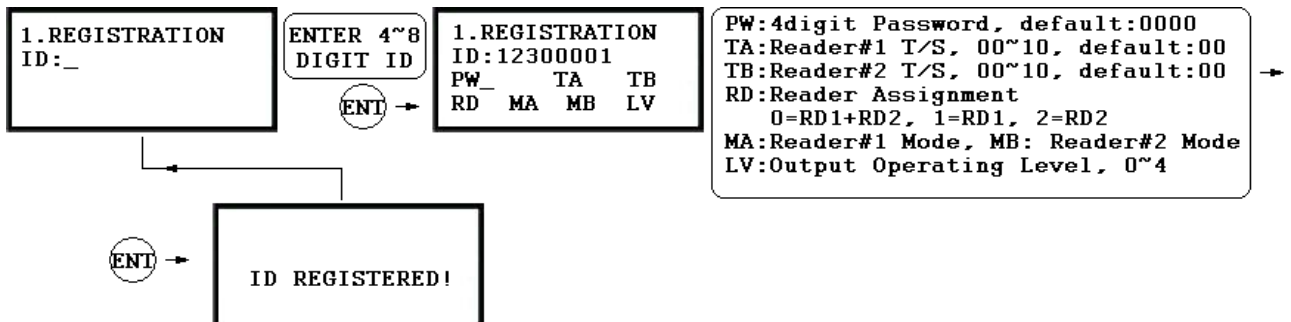 1.REGISTRATION
ID:_
ENTER 4~8
DIGIT ID
ENT
1.REGISTRATION
ID:12300001
PW_ TA TB
RD MA MB LV
PW:4digit Password, default:0000
TA:Reader#1 T/S, 00~10, default:00
TB:Reader#2 T/S, 00~10, default:00
RD:Reader Assignment
0=RD1+RD2, 1=RD1, 2=RD2
MA:Reader#1 Mode, MB: Reader#2 Mode
LV:Output Operating Level, 0~4
ENT
ID REGISTERED!